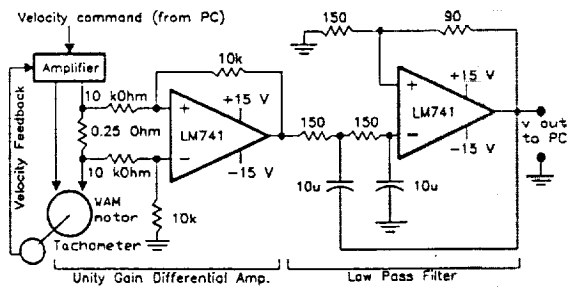 Velocity command (from PC)
Amplifier
Velocity Feedback
10 kOhm
0.25 Ohm
10 kOhm
WAM
motor
Tachometer
10k
+
-
LM741
+15 V
-15 V
10k
Unity Gain Differential Amp.
150
90
150
150
+
-
LM741
+15 V
-15 V
10u
10u
v out
to PC
Low Pass Filter